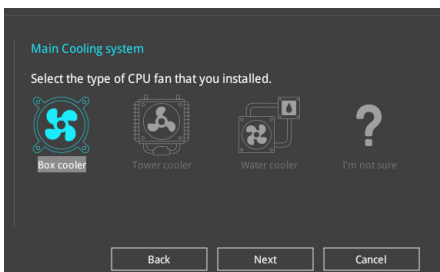 Main Cooling system
Select the type of CPU fan that you installed.
Box cooler Tower cooler Water cooler I'm not sure
Back Next Cancel